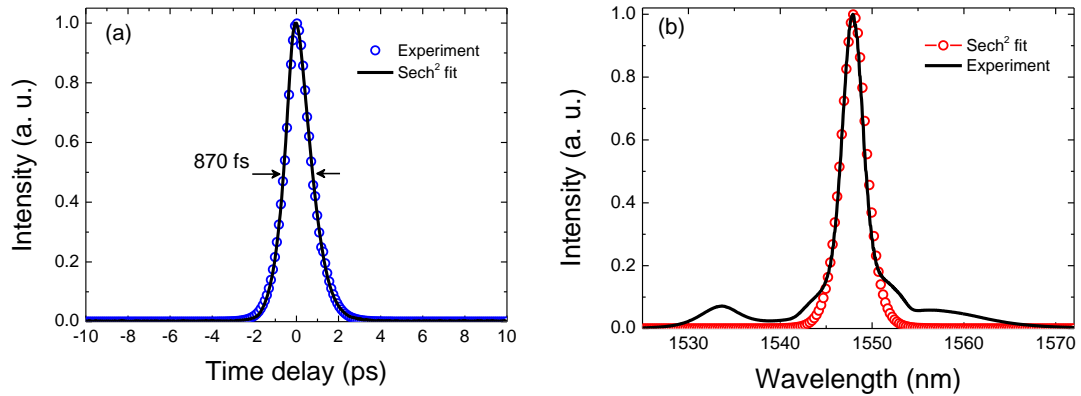 (a)
Experiment
Sech² fit
870 fs
Intensity (a. u.)
1.0
0.8
0.6
0.4
0.2
0.0
-10 -8 -6 -4 -2 0 2 4 6 8 10
Time delay (ps)
(b)
Sech² fit
Experiment
Intensity (a. u.)
1.0
0.8
0.6
0.4
0.2
0.0
1530 1540 1550 1560 1570
Wavelength (nm)